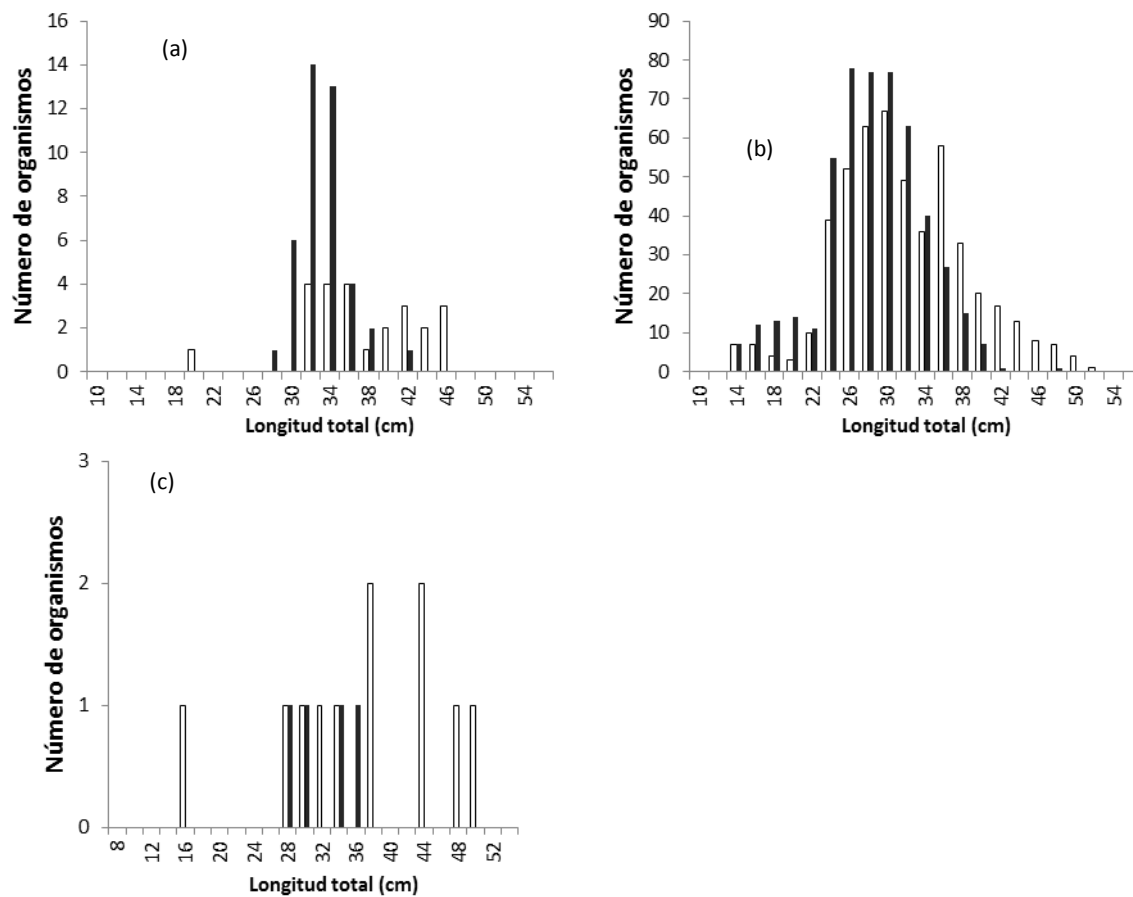 (a)
Número de organismos
16
14
12
10
8
6
4
2
0
10 14 18 22 26 30 34 38 42 46 50 54
Longitud total (cm)
(b)
Número de organismos
90
80
70
60
50
40
30
20
10
0
10 14 18 22 26 30 34 38 42 46 50 54
Longitud total (cm)
(c)
Número de organismos
3
2
1
0
8 12 16 20 24 28 32 36 40 44 48 52
Longitud total (cm)